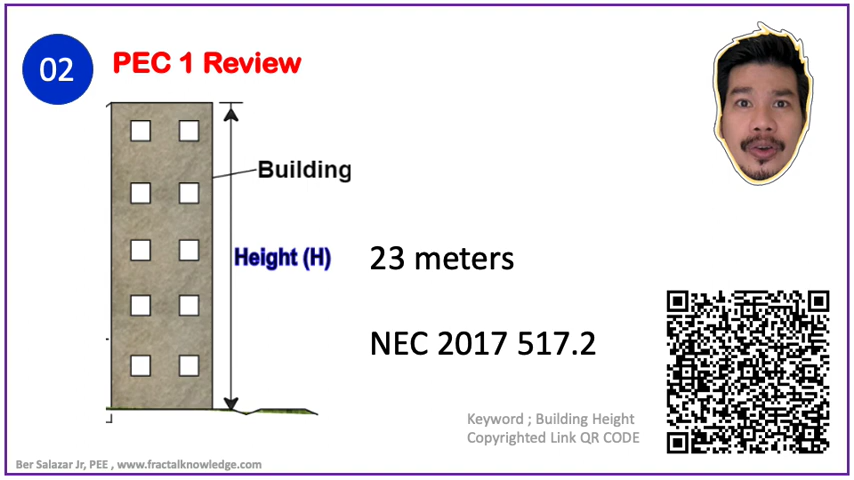 02
PEC 1 Review
Building
Height (H)
23 meters
NEC 2017 517.2
Keyword ; Building Height
Copyrighted Link QR CODE
Ber Salazar Jr, PEE , www.fractalknowledge.com